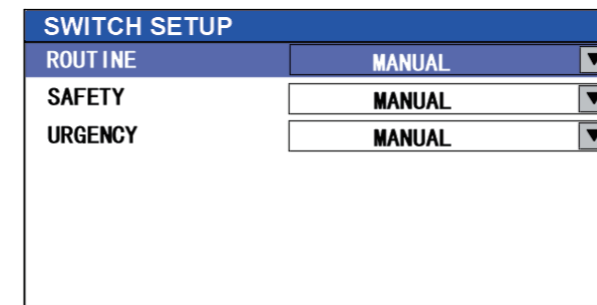 SWITCH SETUP
ROUTINE MANUAL
SAFETY MANUAL
URGENCY MANUAL